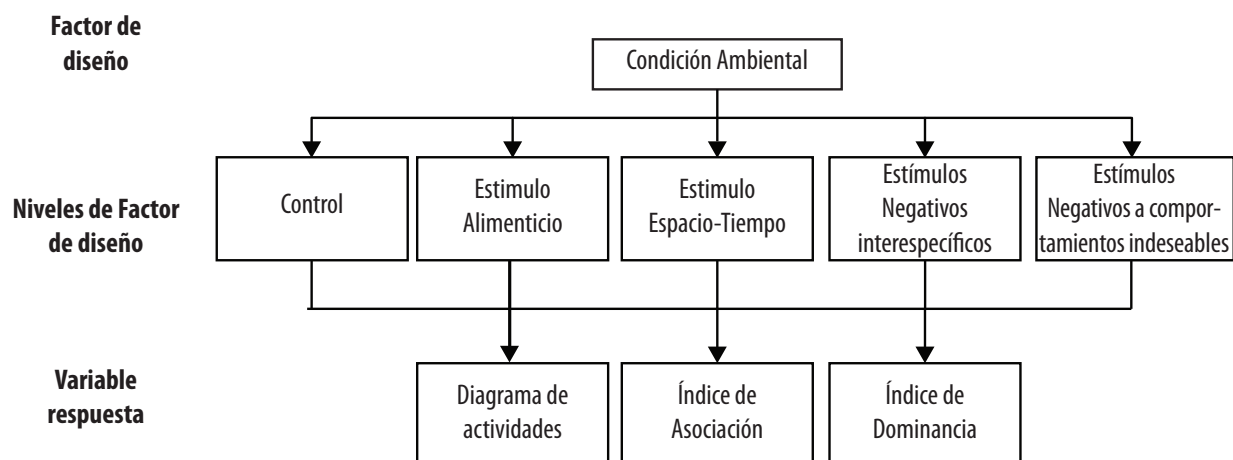 Factor de
diseño
Condición Ambiental
Niveles de Factor
de diseño
Control
Estimulo
Alimenticio
Estimulo
Espacio-Tiempo
Estímulos
Negativos
interespecíficos
Estímulos
Negativos a compor-
tamientos indeseables
Variable
respuesta
Diagrama de
actividades
Índice de
Asociación
Índice de
Dominancia